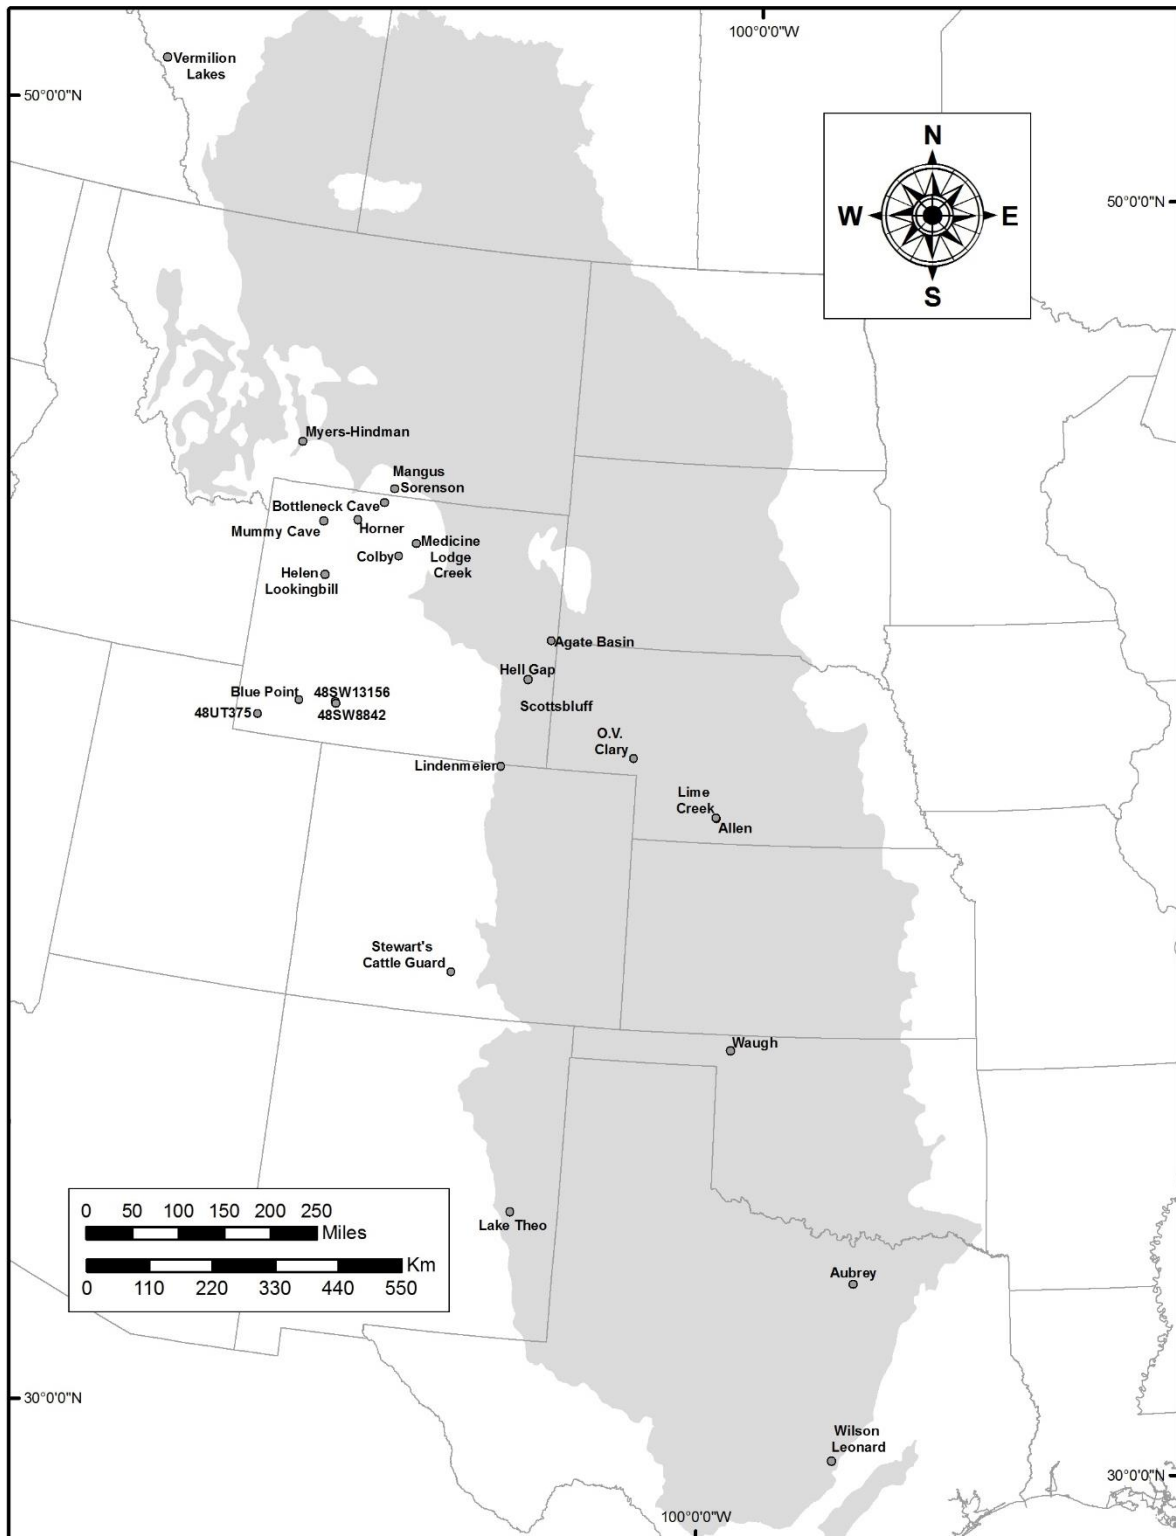 100°0'0"W
Vermilion
Lakes
50°0'0"N
N
W
E
S
50°0'0"N
Myers-Hindman
Mangus
Sorenson
Bottleneck Cave
Mummy Cave
Horner
Medicine
Lodge
Creek
Colby
Helen
Lookingbill
Agate Basin
Hell Gap
Blue Point
48SW13156
48UT375
48SW8842
Scottsbluff
O.V.
Clary
Lindenmeier
Lime
Creek
Allen
Stewart's
Cattle Guard
Waugh
0 50 100 150 200 250
Miles
Km
0 110 220 330 440 550
Lake Theo
Aubrey
30°0'0"N
Wilson
Leonard
30°0'0"N
100°0'0"W